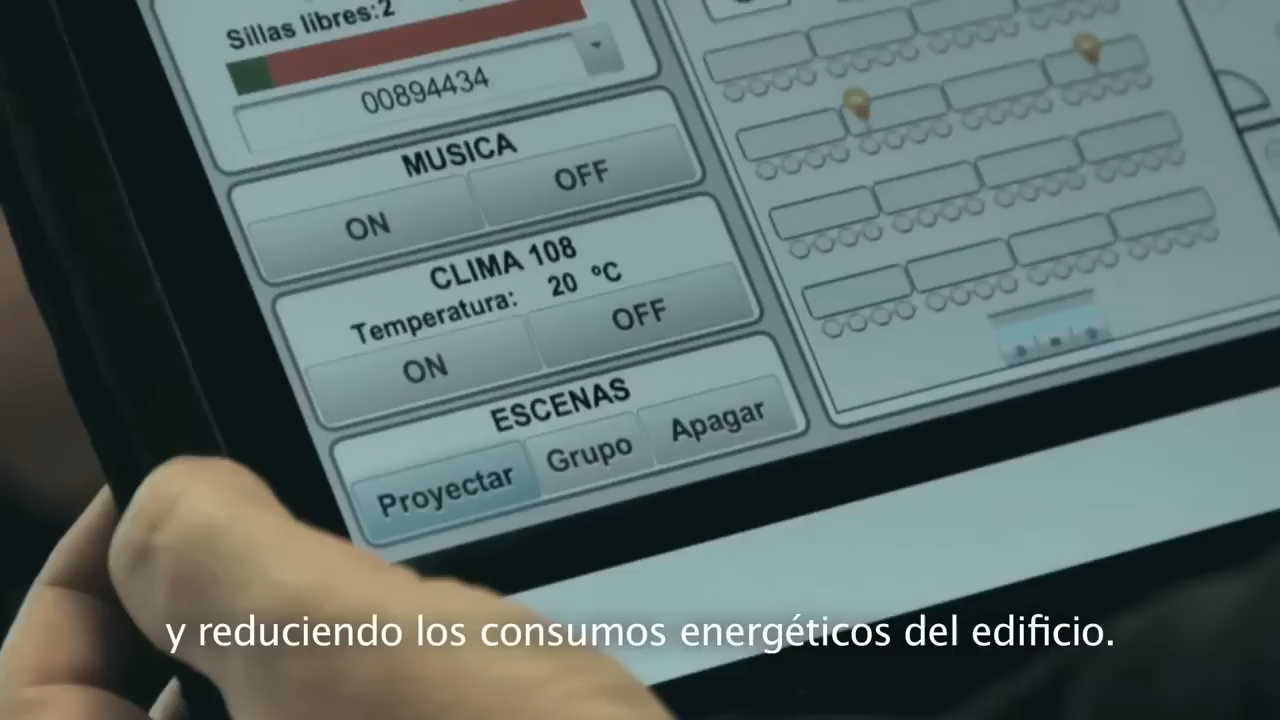 Sillas libres:2
00894434
MUSICA
ON OFF
CLIMA 108
Temperatura: 20 ºC
ON OFF
ESCENAS
Proyectar Grupo Apagar
y reduciendo los consumos energéticos del edificio.